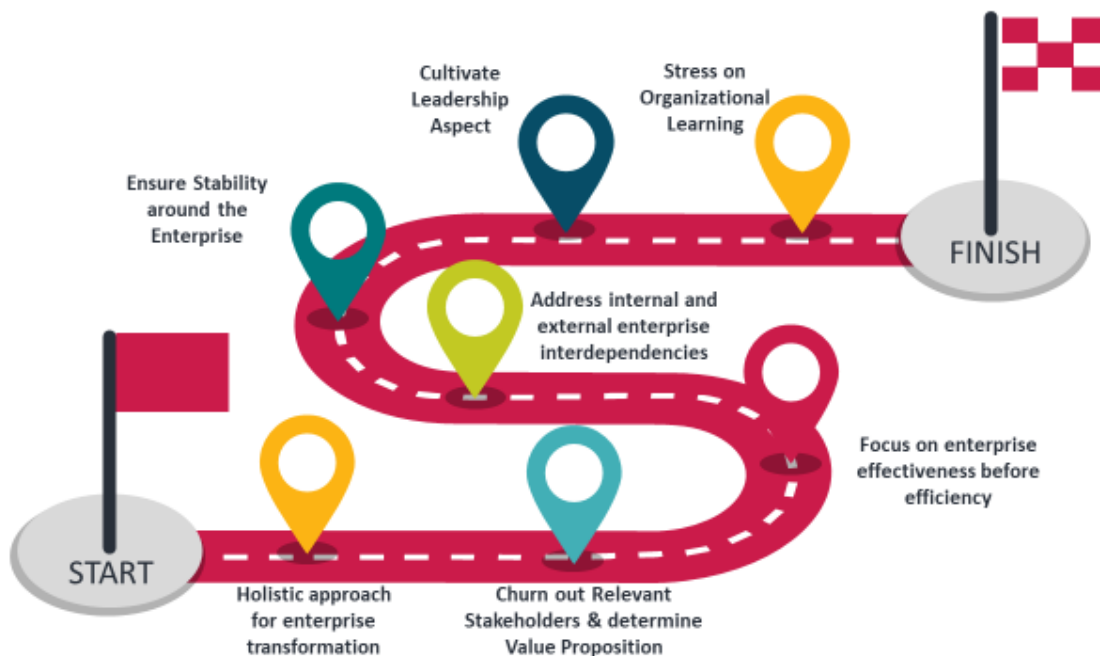 START
Holistic approach
for enterprise
transformation
Churn out Relevant
Stakeholders & determine
Value Proposition
Focus on enterprise
effectiveness before
efficiency
Address internal and
external enterprise
interdependencies
Ensure Stability
around the
Enterprise
Cultivate
Leadership
Aspect
Stress on
Organizational
Learning
FINISH